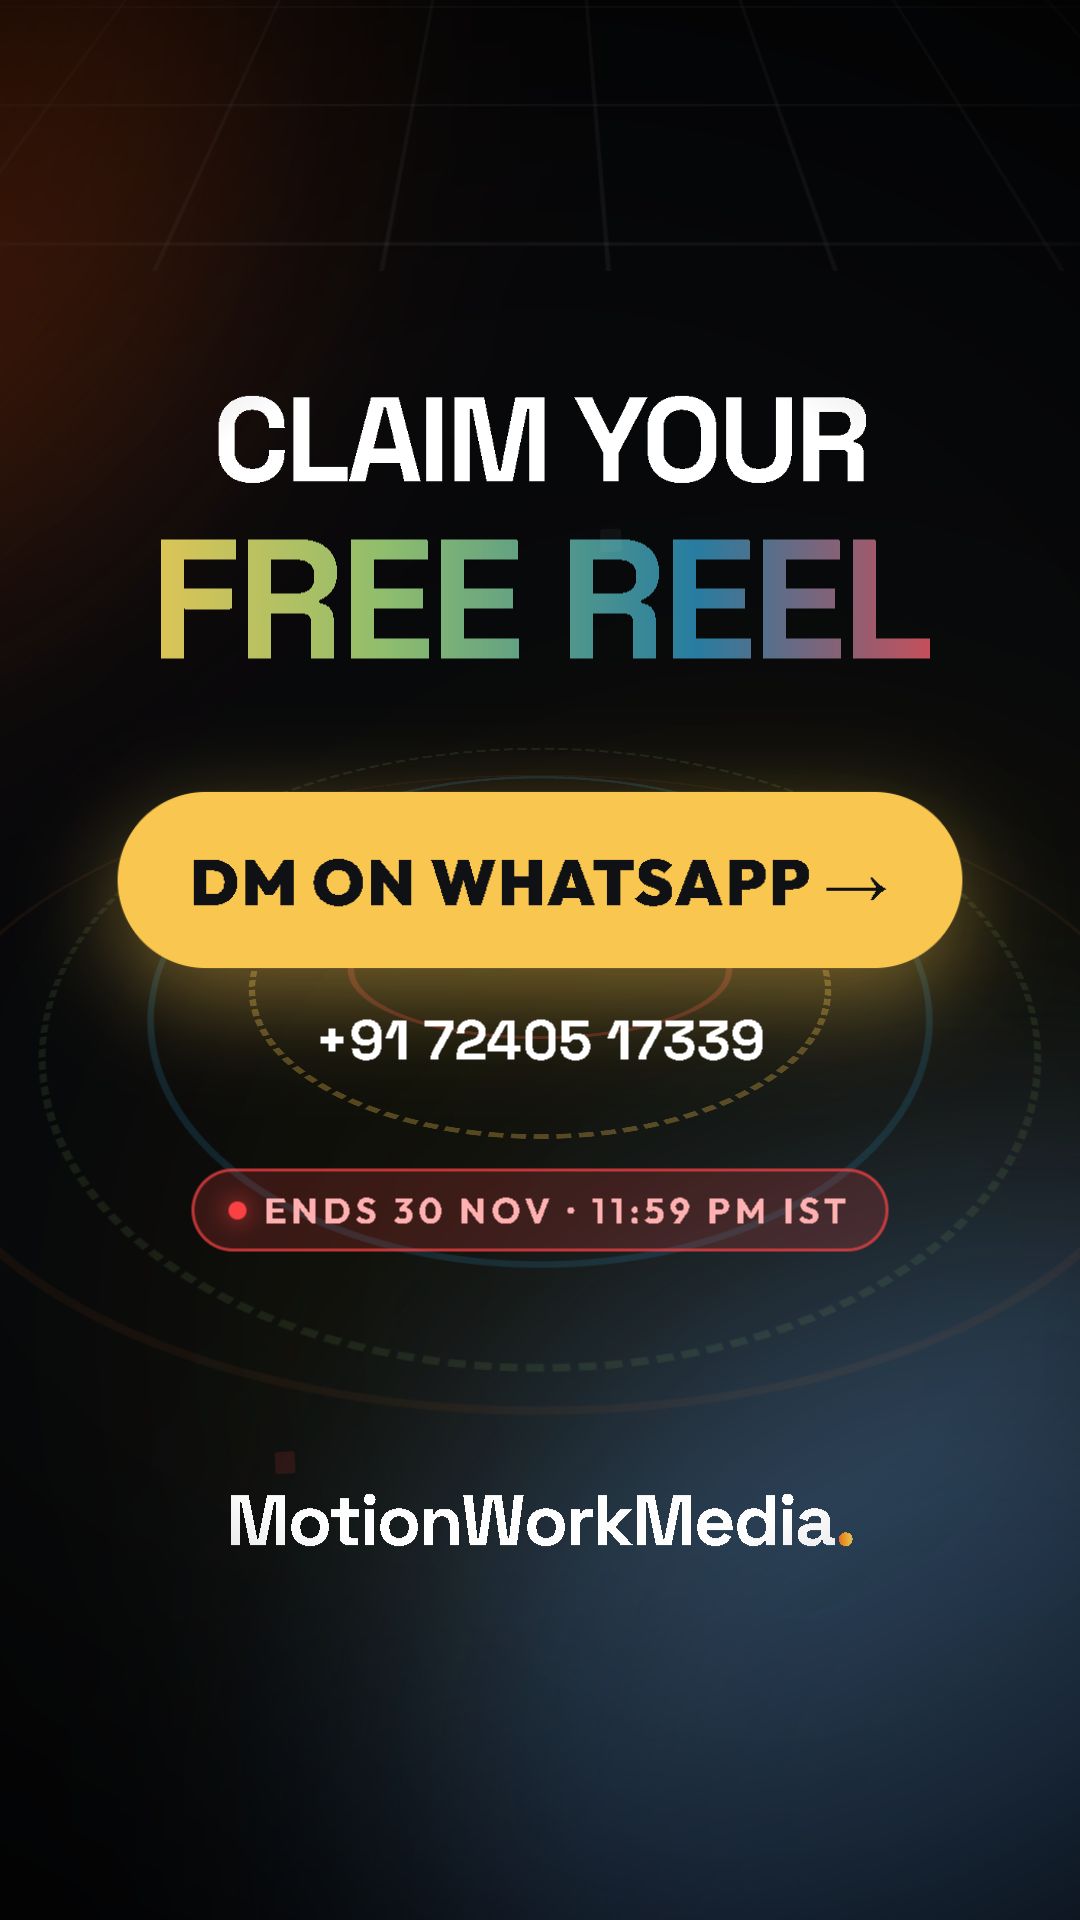 CLAIM YOUR
FREE REEL
DM ON WHATSAPP →
+91 72405 17339
ENDS 30 NOV · 11:59 PM IST
MotionWorkMedia.